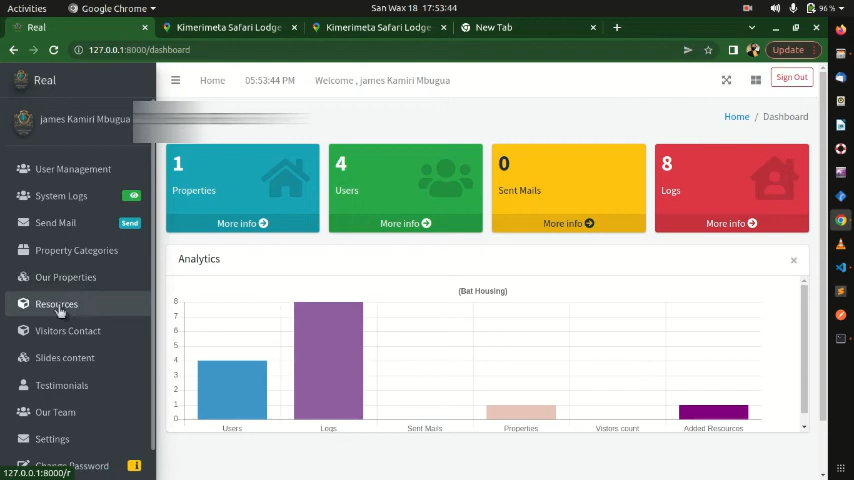 Activities
Google Chrome
San Wax 18 17:53:44
96 %
Real
Kimerimeta Safari Lodge
Kimerimeta Safari Lodge
New Tab
127.0.0.1:8000/dashboard
Update
Real
Home
05:53:44 PM
Welcome , james Kamiri Mbugua
Sign Out
james Kamiri Mbugua
Home / Dashboard
User Management
System Logs
Send Mail
Send
Property Categories
Our Properties
Resources
Visitors Contact
Slides content
Testimonials
Our Team
Settings
Change Password
127.0.0.1:8000/r
1
Properties
More info
4
Users
More info
0
Sent Mails
More info
8
Logs
More info
Analytics
×
(Bat Housing)
8
7
6
5
4
3
2
1
0
Users
Logs
Sent Mails
Properties
Vistors count
Added Resources